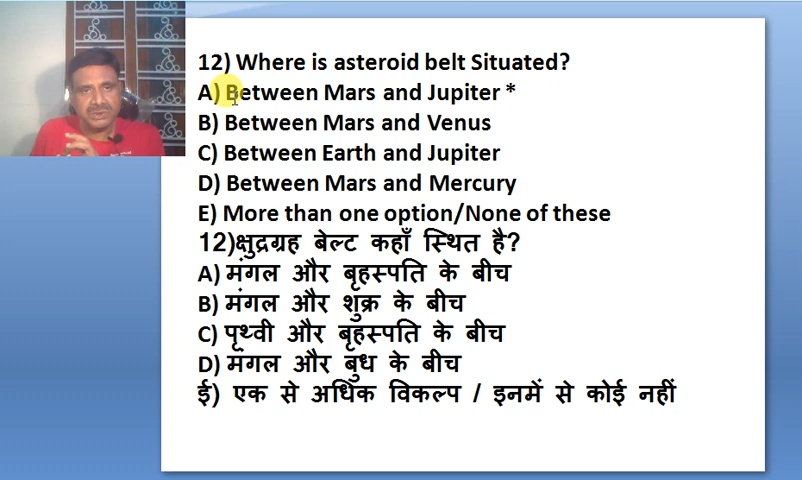 12) Where is asteroid belt Situated?
A) Between Mars and Jupiter *
B) Between Mars and Venus
C) Between Earth and Jupiter
D) Between Mars and Mercury
E) More than one option/None of these
12)क्षुद्रग्रह बेल्ट कहाँ स्थित है?
A) मंगल और बृहस्पति के बीच
B) मंगल और शुक्र के बीच
C) पृथ्वी और बृहस्पति के बीच
D) मंगल और बुध के बीच
ई) एक से अधिक विकल्प / इनमें से कोई नहीं